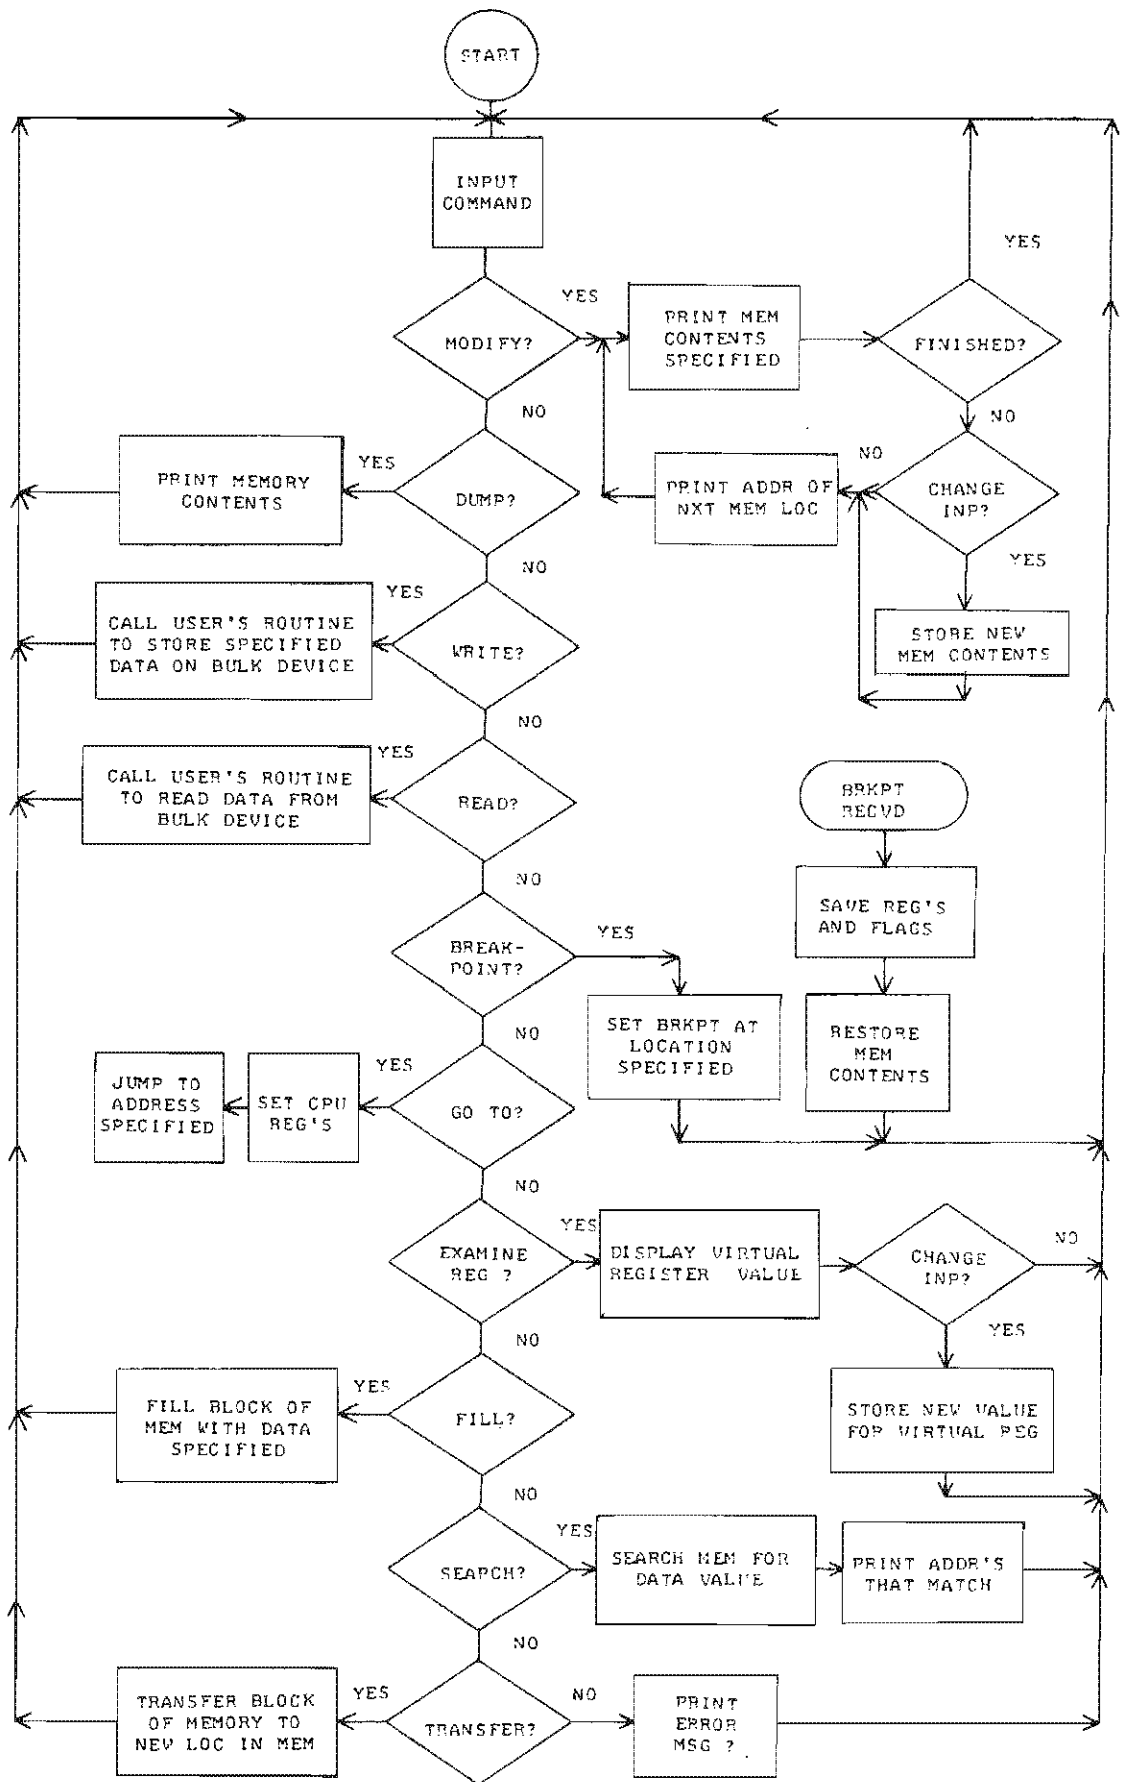 START
INPUT
COMMAND
YES
MODIFY?
YES
PRINT MEM
CONTENTS
SPECIFIED
FINISHED?
NO
NO
PRINT MEMORY
CONTENTS
YES
DUMP?
PRINT ADDR OF
NXT MEM LOC
NO
CHANGE
INP?
NO
YES
CALL USER'S ROUTINE
TO STORE SPECIFIED
DATA ON BULK DEVICE
YES
WRITE?
STORE NEW
MEM CONTENTS
NO
CALL USER'S ROUTINE
TO READ DATA FROM
BULK DEVICE
YES
READ?
BRKPT
RECVD
NO
SAVE REG'S
AND FLAGS
BREAK-
POINT?
YES
SET BRKPT AT
LOCATION
SPECIFIED
RESTORE
MEM
CONTENTS
NO
JUMP TO
ADDRESS
SPECIFIED
SET CPU
REG'S
YES
GO TO?
NO
EXAMINE
REG ?
YES
DISPLAY VIRTUAL
REGISTER VALUE
CHANGE
INP?
NO
NO
YES
FILL BLOCK OF
MEM WITH DATA
SPECIFIED
YES
FILL?
STORE NEW VALUE
FOR VIRTUAL REG
NO
SEARCH?
YES
SEARCH MEM FOR
DATA VALUE
PRINT ADDR'S
THAT MATCH
NO
TRANSFER BLOCK
OF MEMORY TO
NEW LOC IN MEM
YES
TRANSFER?
NO
PRINT
ERROR
MSG ?